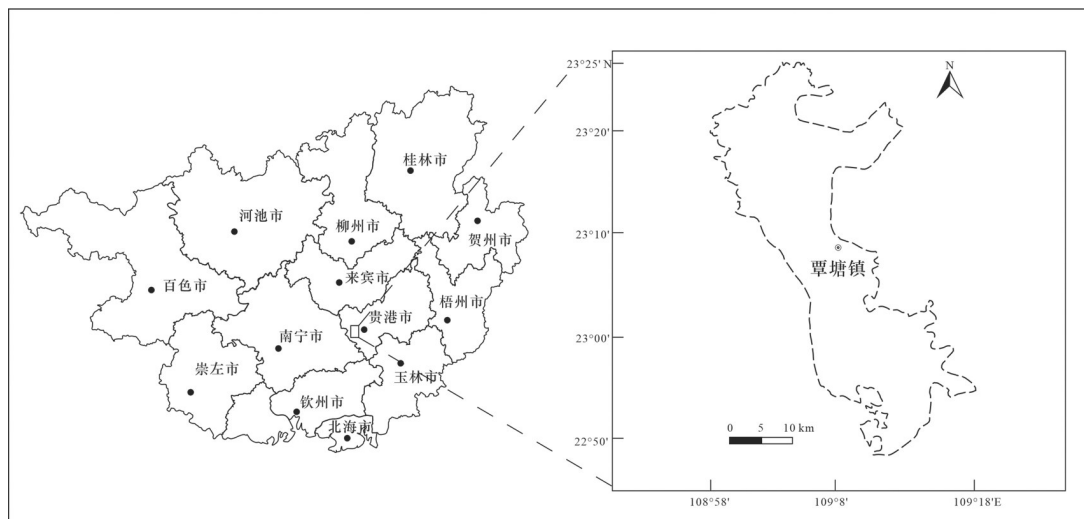 桂林市
河池市
柳州市
贺州市
来宾市
百色市
贵港市
梧州市
南宁市
崇左市
玉林市
钦州市
北海市
23°25′ N
23°20′
23°10′
23°00′
22°50′
N
覃塘镇
0 5 10 km
108°58′ 109°8′ 109°18′E